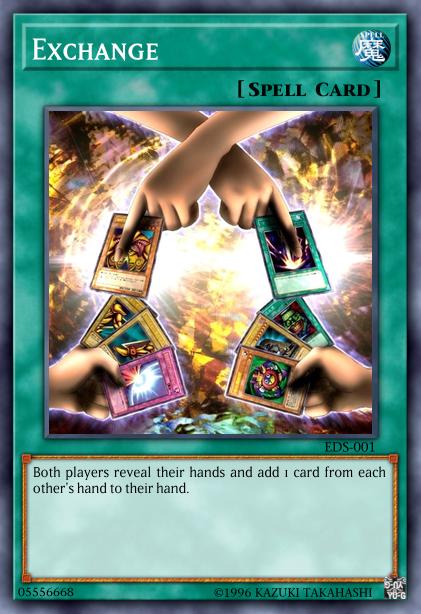 Exchange
SPELL
魔
[Spell Card]
EDS-001
Both players reveal their hands and add 1 card from each
other's hand to their hand.
05556668
©1996 KAZUKI TAKAHASHI